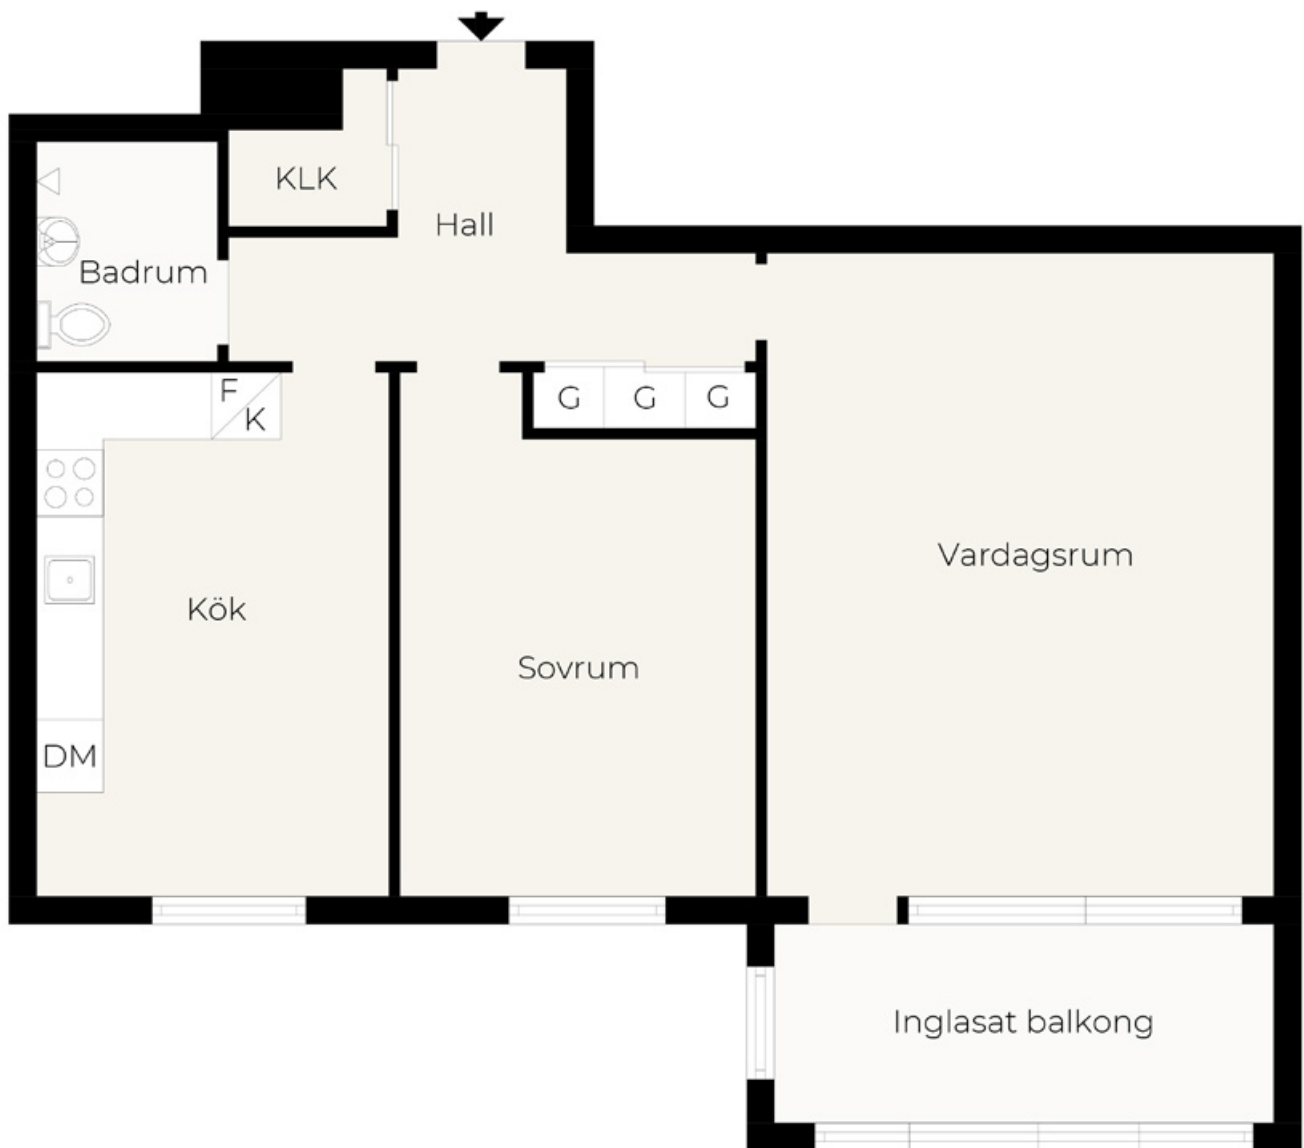 KLK
Hall
Badrum
F
K
G G G
Vardagsrum
Kök
Sovrum
DM
Inglasat balkong